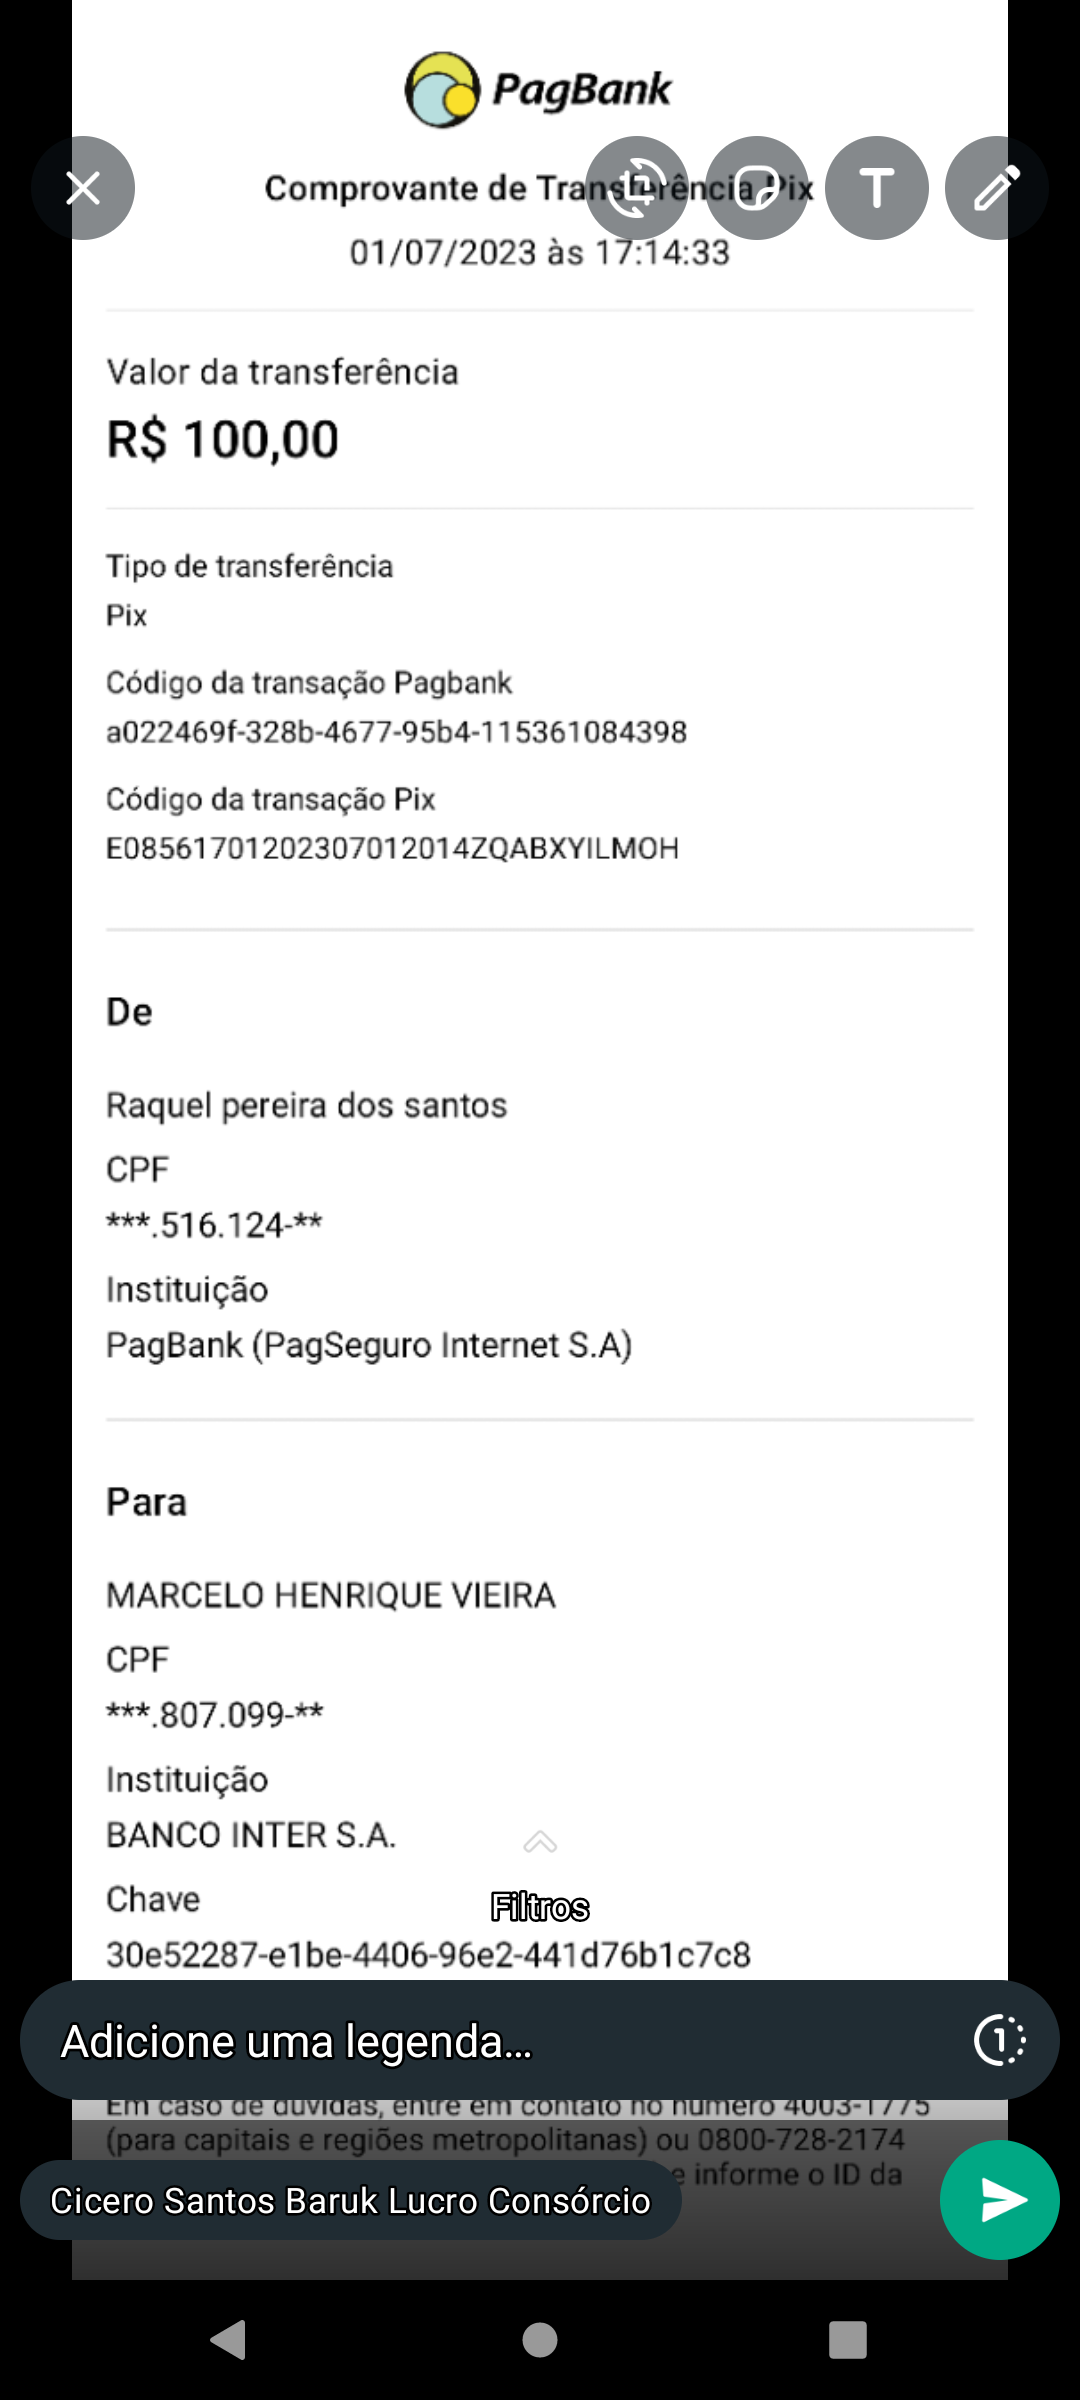 PagBank
Comprovante de Transferência Pix
01/07/2023 às 17:14:33
Valor da transferência
R$ 100,00
Tipo de transferência
Pix
Código da transação Pagbank
a022469f-328b-4677-95b4-115361084398
Código da transação Pix
E08561701202307012014ZQABXYILMOH
De
Raquel pereira dos santos
CPF
***.516.124-**
Instituição
PagBank (PagSeguro Internet S.A)
Para
MARCELO HENRIQUE VIEIRA
CPF
***.807.099-**
Instituição
BANCO INTER S.A.
Chave
Filtros
30e52287-e1be-4406-96e2-441d76b1c7c8
Adicione uma legenda...
Em caso de dúvidas, entre em contato no número 4003-1775
(para capitais e regiões metropolitanas) ou 0800-728-2174
e informe o ID da
Cicero Santos Baruk Lucro Consórcio